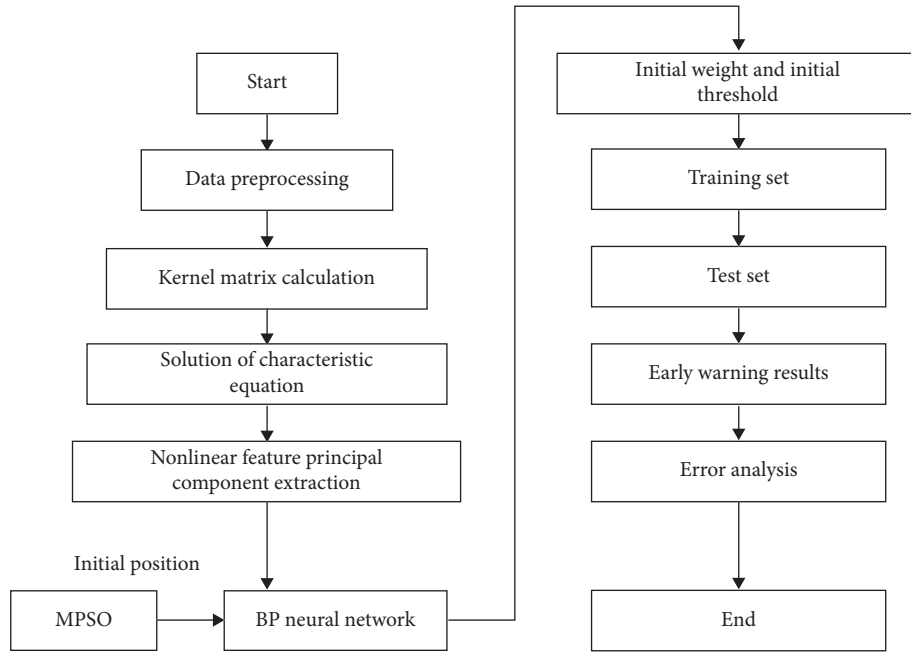 Start
Data preprocessing
Kernel matrix calculation
Solution of characteristic
equation
Nonlinear feature principal
component extraction
Initial position
MPSO
BP neural network
Initial weight and initial
threshold
Training set
Test set
Early warning results
Error analysis
End